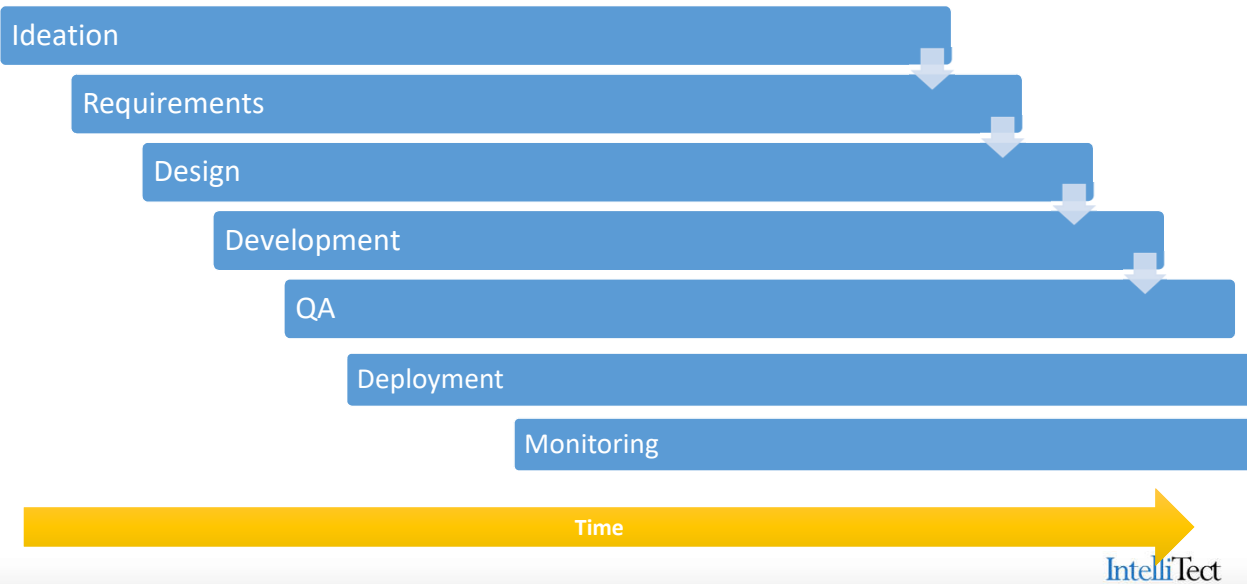 Ideation
Requirements
Design
Development
QA
Deployment
Monitoring
Time
IntelliTect